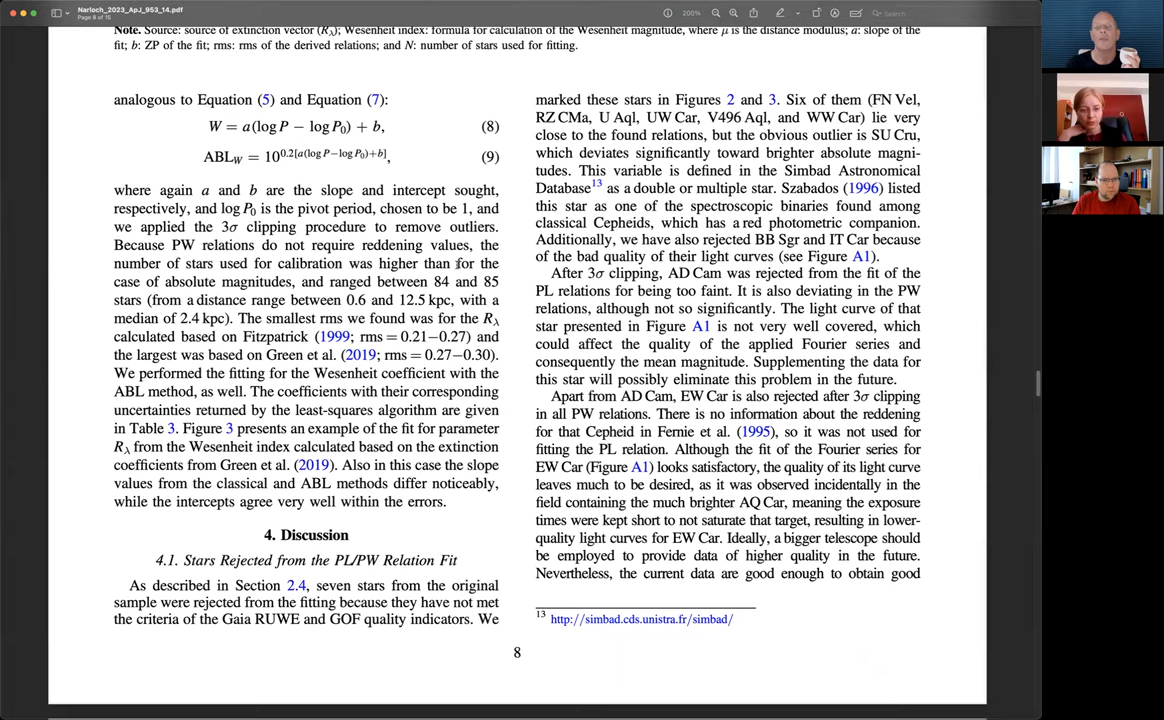 Narloch_2023_ApJ_953_14.pdf
Page 8 of 15
200%
Search
Note. Source: source of extinction vector (Rλ); Wesenheit index: formula for calculation of the Wesenheit magnitude, where μ is the distance modulus; a: slope of the
fit; b: ZP of the fit; rms: rms of the derived relations; and N: number of stars used for fitting.
analogous to Equation (5) and Equation (7):
W = a(log P − log P₀) + b, (8)
ABL_W = 10^{0.2[a(log P−log P₀)+b]}, (9)
where again a and b are the slope and intercept sought,
respectively, and log P₀ is the pivot period, chosen to be 1, and
we applied the 3σ clipping procedure to remove outliers.
Because PW relations do not require reddening values, the
number of stars used for calibration was higher than for the
case of absolute magnitudes, and ranged between 84 and 85
stars (from a distance range between 0.6 and 12.5 kpc, with a
median of 2.4 kpc). The smallest rms we found was for the Rλ
calculated based on Fitzpatrick (1999; rms = 0.21−0.27) and
the largest was based on Green et al. (2019; rms = 0.27−0.30).
We performed the fitting for the Wesenheit coefficient with the
ABL method, as well. The coefficients with their corresponding
uncertainties returned by the least-squares algorithm are given
in Table 3. Figure 3 presents an example of the fit for parameter
Rλ from the Wesenheit index calculated based on the extinction
coefficients from Green et al. (2019). Also in this case the slope
values from the classical and ABL methods differ noticeably,
while the intercepts agree very well within the errors.
4. Discussion
4.1. Stars Rejected from the PL/PW Relation Fit
As described in Section 2.4, seven stars from the original
sample were rejected from the fitting because they have not met
the criteria of the Gaia RUWE and GOF quality indicators. We
marked these stars in Figures 2 and 3. Six of them (FN Vel,
RZ CMa, U Aql, UW Car, V496 Aql, and WW Car) lie very
close to the found relations, but the obvious outlier is SU Cru,
which deviates significantly toward brighter absolute magni-
tudes. This variable is defined in the Simbad Astronomical
Database¹³ as a double or multiple star. Szabados (1996) listed
this star as one of the spectroscopic binaries found among
classical Cepheids, which has a red photometric companion.
Additionally, we have also rejected BB Sgr and IT Car because
of the bad quality of their light curves (see Figure A1).
After 3σ clipping, AD Cam was rejected from the fit of the
PL relations for being too faint. It is also deviating in the PW
relations, although not so significantly. The light curve of that
star presented in Figure A1 is not very well covered, which
could affect the quality of the applied Fourier series and
consequently the mean magnitude. Supplementing the data for
this star will possibly eliminate this problem in the future.
Apart from AD Cam, EW Car is also rejected after 3σ clipping
in all PW relations. There is no information about the reddening
for that Cepheid in Fernie et al. (1995), so it was not used for
fitting the PL relation. Although the fit of the Fourier series for
EW Car (Figure A1) looks satisfactory, the quality of its light curve
leaves much to be desired, as it was observed incidentally in the
field containing the much brighter AQ Car, meaning the exposure
times were kept short to not saturate that target, resulting in lower-
quality light curves for EW Car. Ideally, a bigger telescope should
be employed to provide data of higher quality in the future.
Nevertheless, the current data are good enough to obtain good
¹³ http://simbad.cds.unistra.fr/simbad/
8